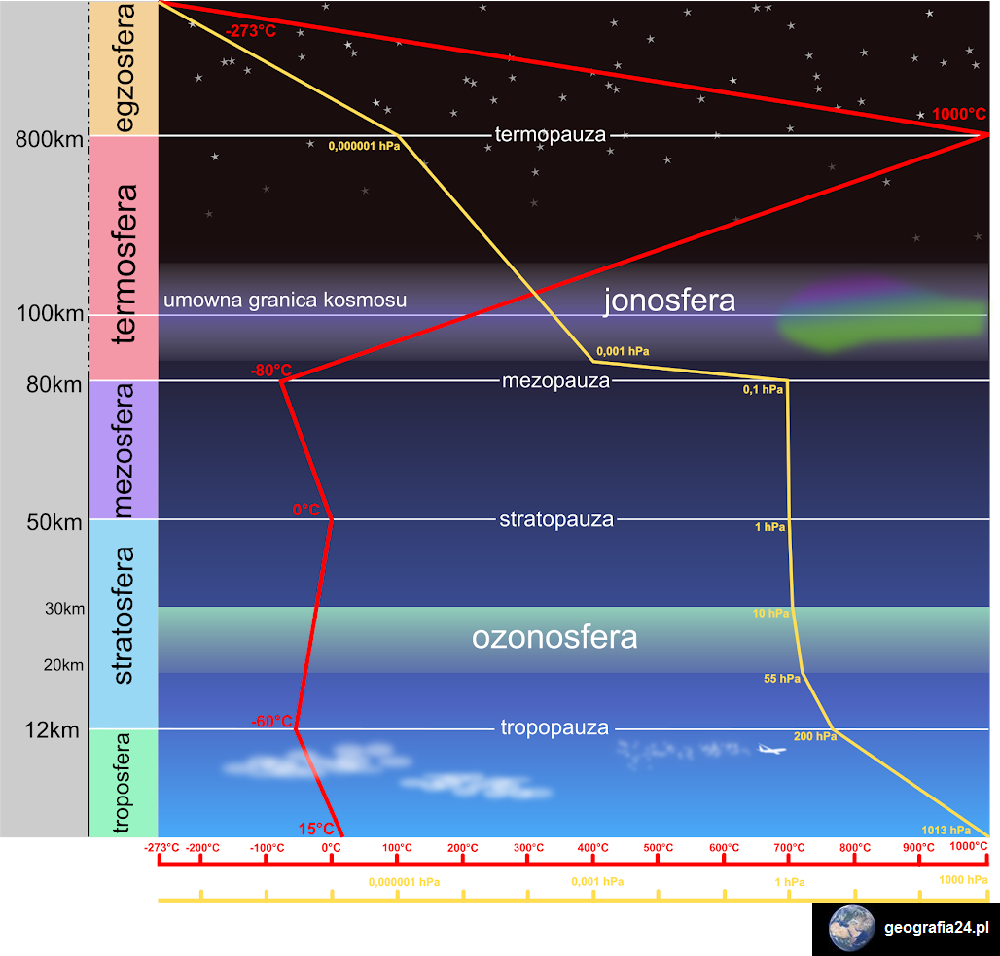 egzosfera
-273°C
1000°C
800km
termopauza
0,000001 hPa
termosfera
umowna granica kosmosu
jonosfera
100km
0,001 hPa
-80°C
80km
mezopauza
0,1 hPa
mezosfera
0°C
50km
stratopauza
1 hPa
stratosfera
30km
10 hPa
ozonosfera
20km
55 hPa
-60°C
12km
tropopauza
200 hPa
troposfera
15°C
1013 hPa
-273°C -200°C -100°C 0°C 100°C 200°C 300°C 400°C 500°C 600°C 700°C 800°C 900°C 1000°C
0,000001 hPa 0,001 hPa 1 hPa 1000 hPa
geografia24.pl